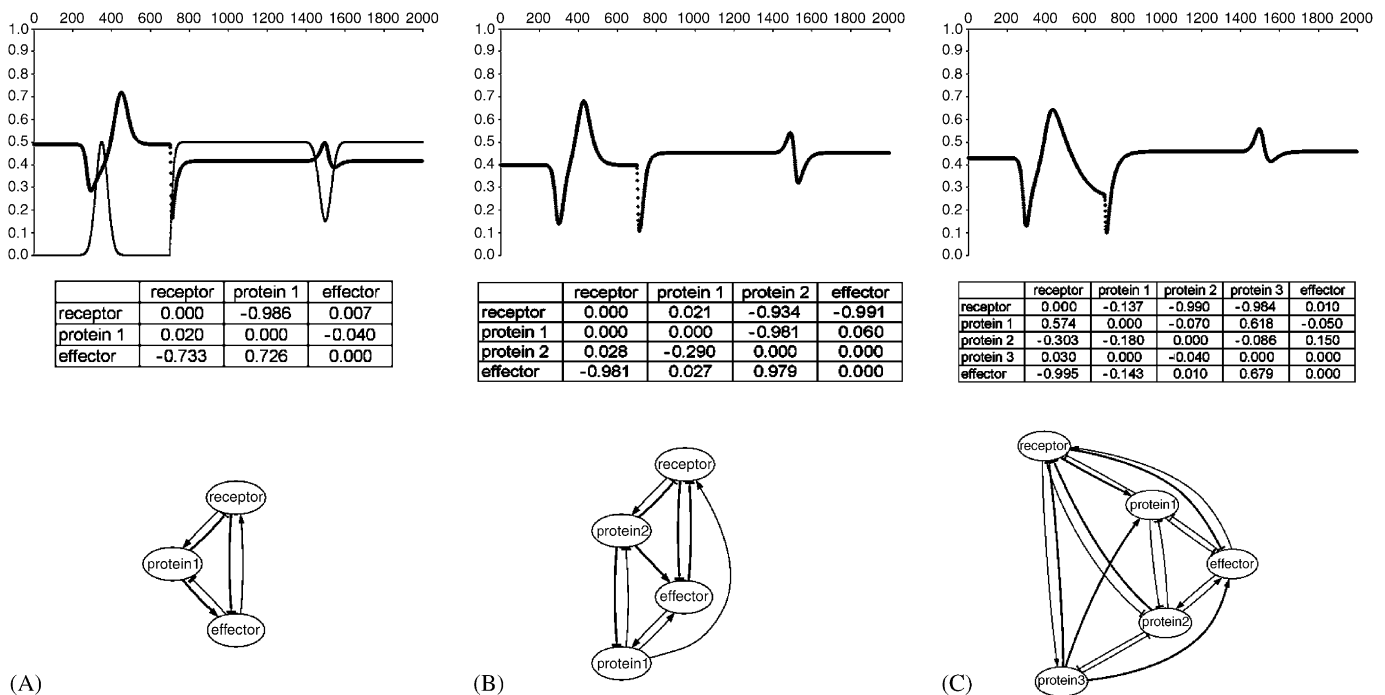 0 200 400 600 800 1000 1200 1400 1600 1800 2000
1.0
0.9
0.8
0.7
0.6
0.5
0.4
0.3
0.2
0.1
0.0
receptor protein 1 effector
receptor 0.000 -0.986 0.007
protein 1 0.020 0.000 -0.040
effector -0.733 0.726 0.000
receptor
protein1
effector
(A)
0 200 400 600 800 1000 1200 1400 1600 1800 2000
1.0
0.9
0.8
0.7
0.6
0.5
0.4
0.3
0.2
0.1
0.0
receptor protein 1 protein 2 effector
receptor 0.000 0.021 -0.934 -0.991
protein 1 0.000 0.000 -0.981 0.060
protein 2 0.028 -0.290 0.000 0.000
effector -0.981 0.027 0.979 0.000
receptor
protein2
effector
protein1
(B)
0 200 400 600 800 1000 1200 1400 1600 1800 2000
1.0
0.9
0.8
0.7
0.6
0.5
0.4
0.3
0.2
0.1
0.0
receptor protein 1 protein 2 protein 3 effector
receptor 0.000 -0.137 -0.990 -0.984 0.010
protein 1 0.574 0.000 -0.070 0.618 -0.050
protein 2 -0.303 -0.180 0.000 -0.086 0.150
protein 3 0.030 0.000 -0.040 0.000 0.000
effector -0.995 -0.143 0.010 0.679 0.000
receptor
protein1
effector
protein2
protein3
(C)